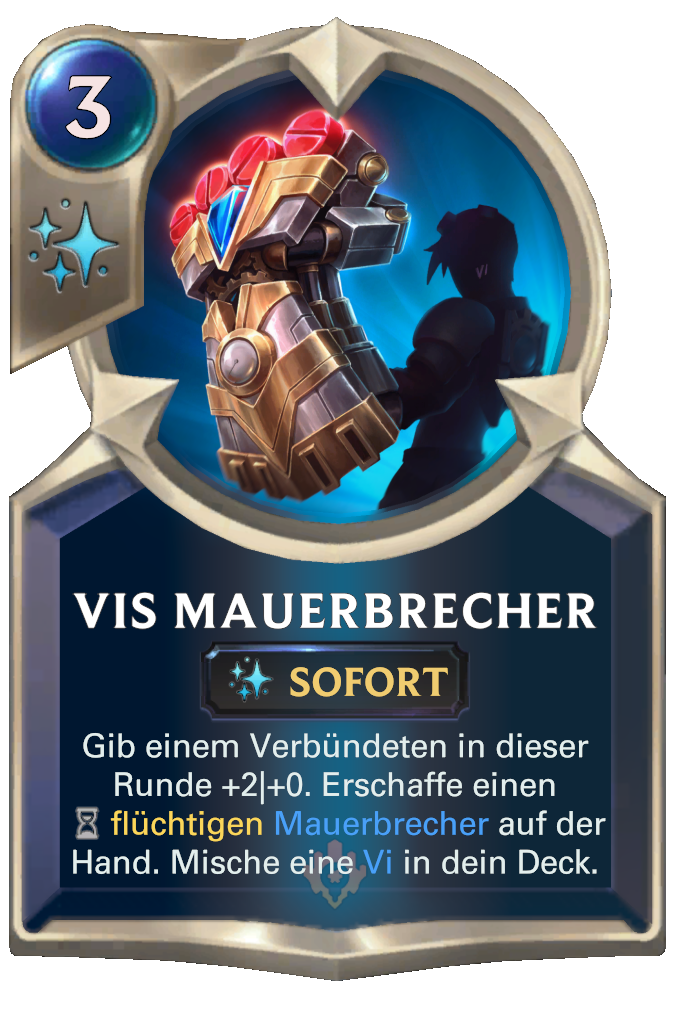 3
Vi
VIS MAUERBRECHER
SOFORT
Gib einem Verbündeten in dieser
Runde +2|+0. Erschaffe einen
flüchtigen Mauerbrecher auf der
Hand. Mische eine Vi in dein Deck.